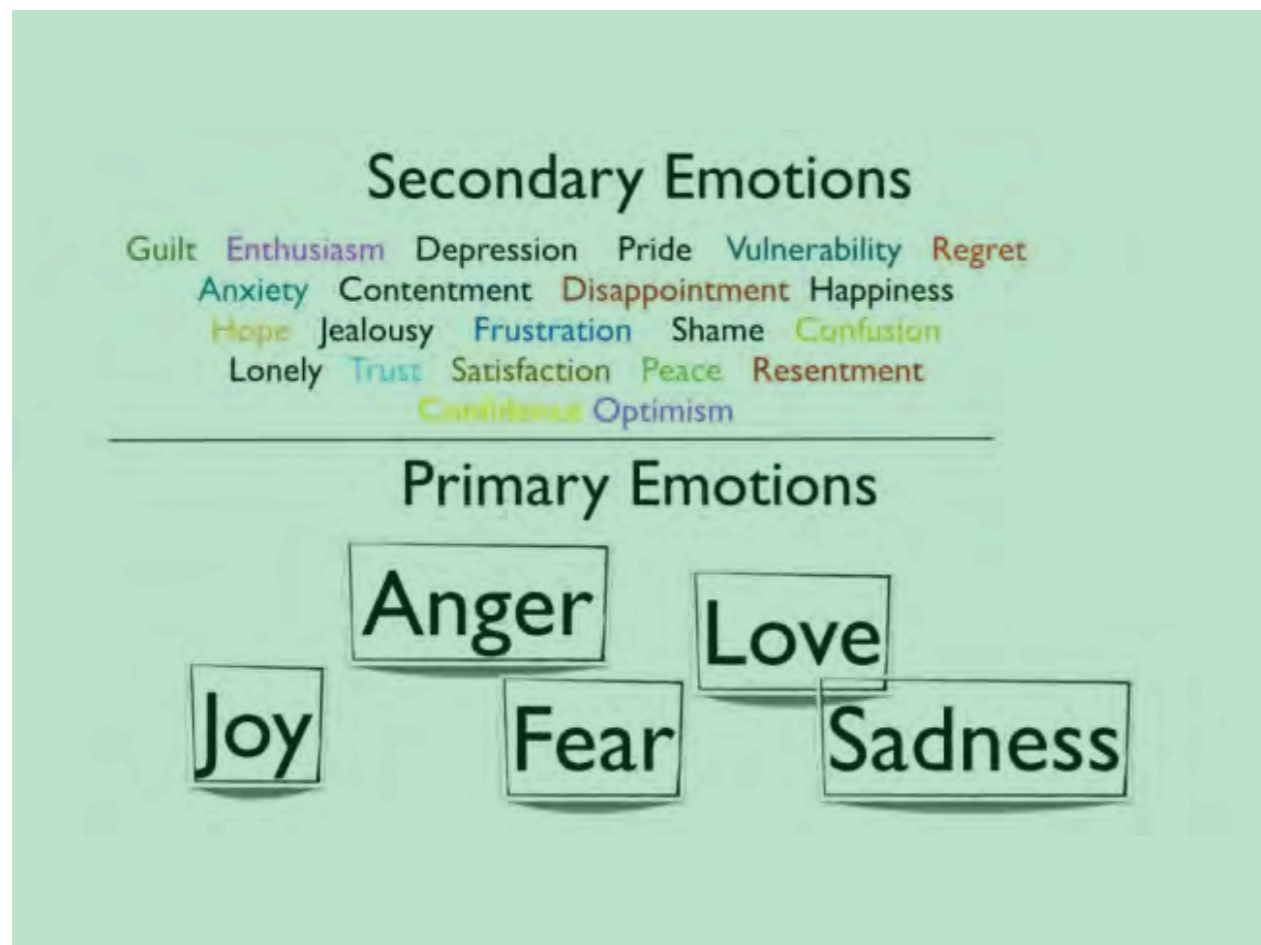 Secondary Emotions
Guilt Enthusiasm Depression Pride Vulnerability Regret
Anxiety Contentment Disappointment Happiness
Hope Jealousy Frustration Shame Confusion
Lonely Trust Satisfaction Peace Resentment
Confidence Optimism
Primary Emotions
Anger
Love
Joy
Fear
Sadness